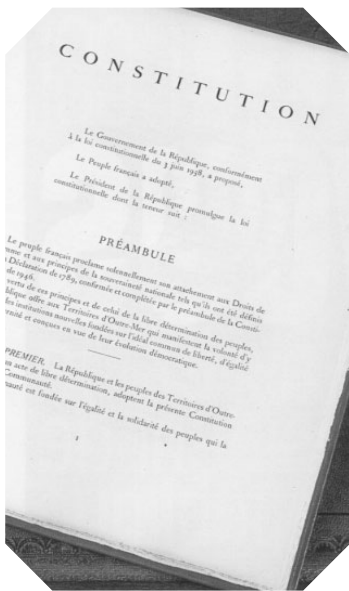 CONSTITUTION
Le Gouvernement de la République, conformément
à la loi constitutionnelle du 3 juin 1958, a proposé,
Le Peuple français a adopté,
Le Président de la République promulgue la loi
constitutionnelle dont la teneur suit :
PRÉAMBULE
Le peuple français proclame solennellement son attachement aux Droits de
mme et aux principes de la souveraineté nationale tels qu'ils ont été définis
a Déclaration de 1789, confirmée et complétée par le préambule de la Consti-
de 1946.
vertu de ces principes et de celui de la libre détermination des peuples,
blique offre aux Territoires d'Outre-Mer qui manifestent la volonté d'y
les institutions nouvelles fondées sur l'idéal commun de liberté, d'égalité
ernité et conçues en vue de leur évolution démocratique.
PREMIER. La République et les peuples des Territoires d'Outre-
un acte de libre détermination, adoptent la présente Constitution
Communauté.
nauté est fondée sur l'égalité et la solidarité des peuples qui la
1